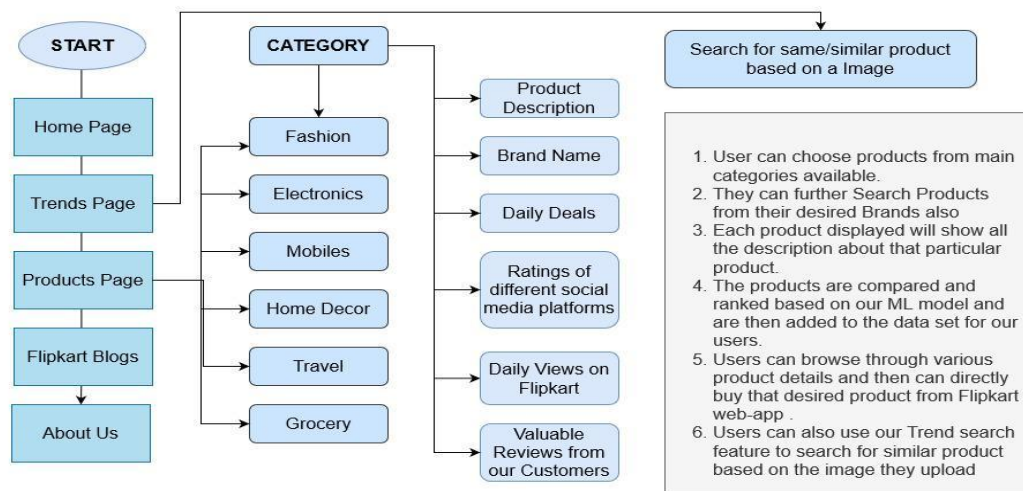 START
Home Page
Trends Page
Products Page
Flipkart Blogs
About Us
CATEGORY
Fashion
Electronics
Mobiles
Home Decor
Travel
Grocery
Product
Description
Brand Name
Daily Deals
Ratings of
different social
media platforms
Daily Views on
Flipkart
Valuable
Reviews from
our Customers
Search for same/similar product
based on a Image
1. User can choose products from main
categories available.
2. They can further Search Products
from their desired Brands also
3. Each product displayed will show all
the description about that particular
product.
4. The products are compared and
ranked based on our ML model and
are then added to the data set for our
users.
5. Users can browse through various
product details and then can directly
buy that desired product from Flipkart
web-app .
6. Users can also use our Trend search
feature to search for similar product
based on the image they upload